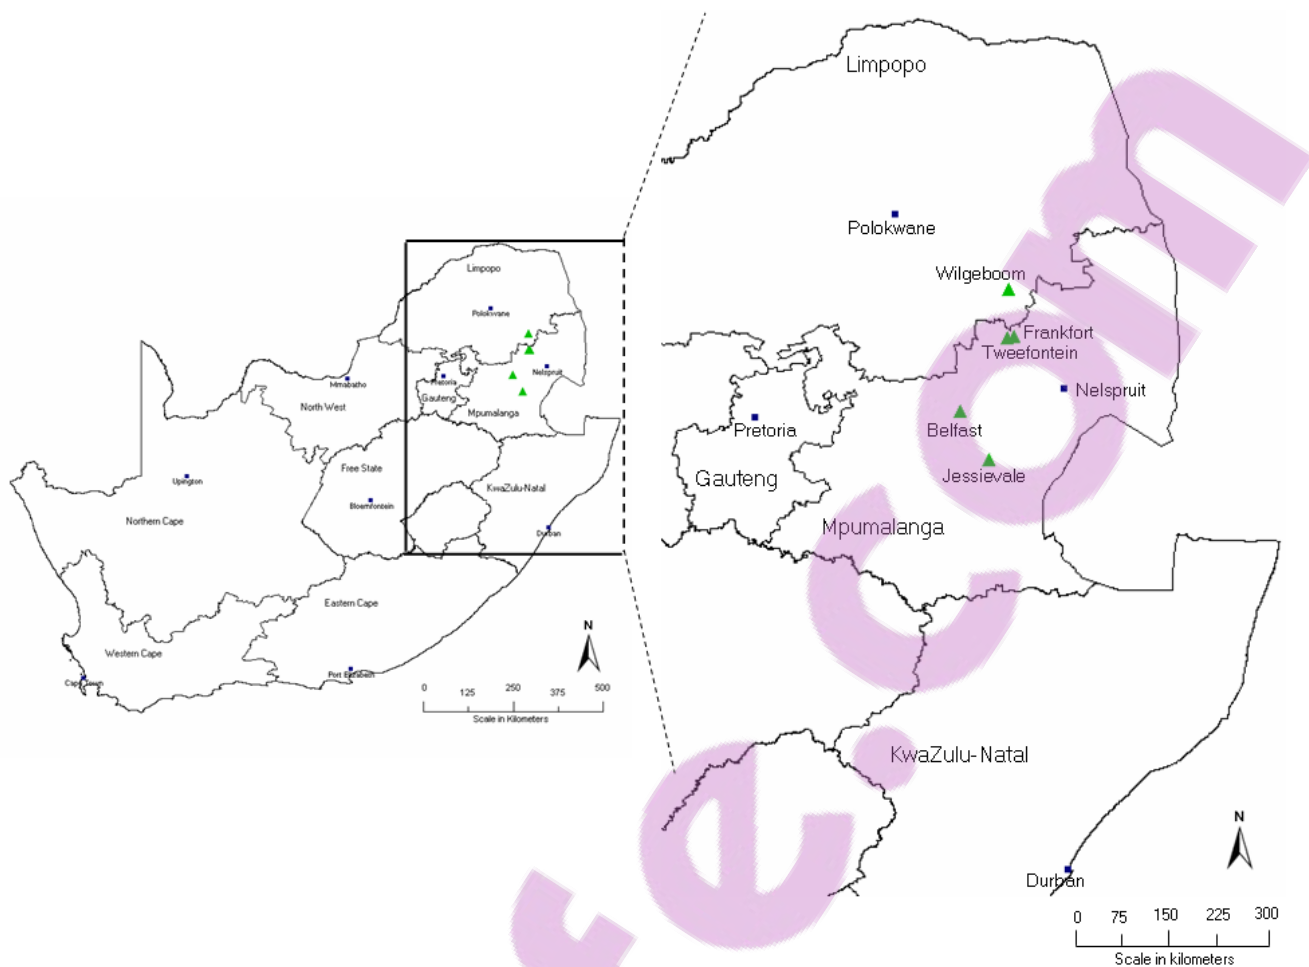 Limpopo
Polokwane
Mmabatho
North West
Pretoria
Gauteng
Nelspruit
Mpumalanga
Free State
Upington
Bloemfontein
KwaZulu-Natal
Durban
Northern Cape
Eastern Cape
Western Cape
Cape Town
Port Elizabeth
N
0 125 250 375 500
Scale in Kilometers
Limpopo
Polokwane
Wilgeboom
Frankfort
Tweefontein
Nelspruit
Belfast
Pretoria
Jessievale
Gauteng
Mpumalanga
KwaZulu-Natal
Durban
N
0 75 150 225 300
Scale in kilometers
fe.com